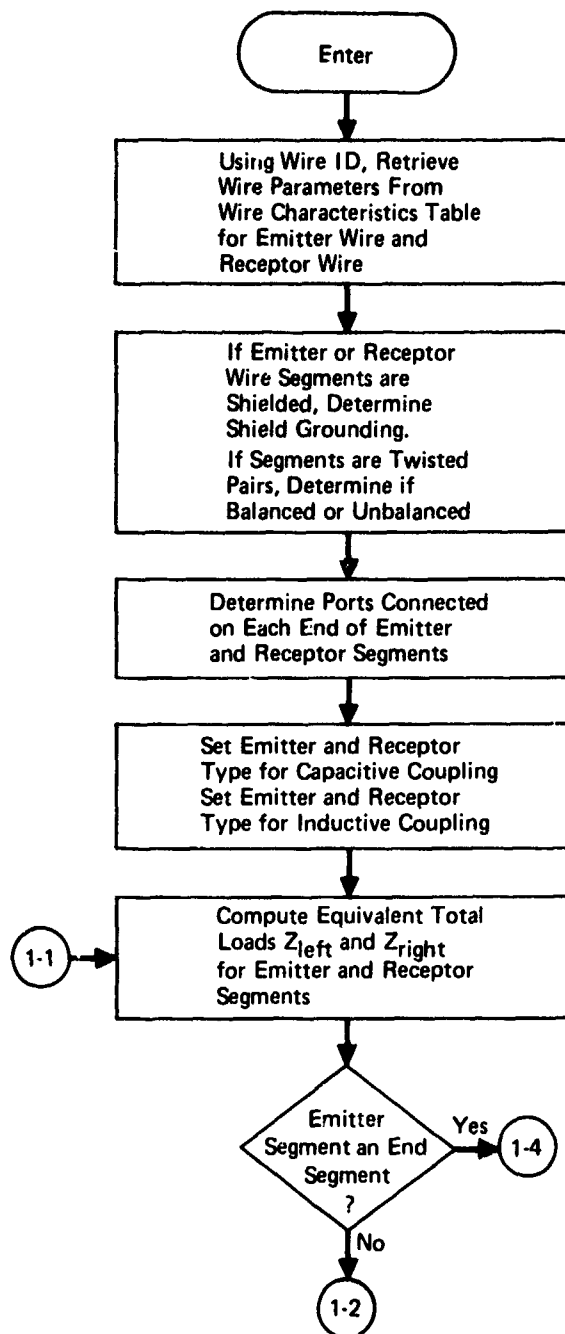 Enter
Using Wire ID, Retrieve
Wire Parameters From
Wire Characteristics Table
for Emitter Wire and
Receptor Wire
If Emitter or Receptor
Wire Segments are
Shielded, Determine
Shield Grounding.
If Segments are Twisted
Pairs, Determine if
Balanced or Unbalanced
Determine Ports Connected
on Each End of Emitter
and Receptor Segments
Set Emitter and Receptor
Type for Capacitive Coupling
Set Emitter and Receptor
Type for Inductive Coupling
1-1
Compute Equivalent Total
Loads Zleft and Zright
for Emitter and Receptor
Segments
Emitter
Segment an End
Segment
?
Yes
1-4
No
1-2